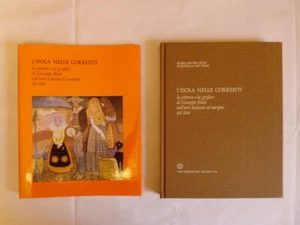 L'ISOLA NELLE CORRENTI
la pittura e la grafica
di Giuseppe Biasi
nell'arte italiana ed europea
del 900
L'ISOLA NELLE CORRENTI
la pittura e la grafica
di Giuseppe Biasi
nell'arte italiana ed europea
del 900